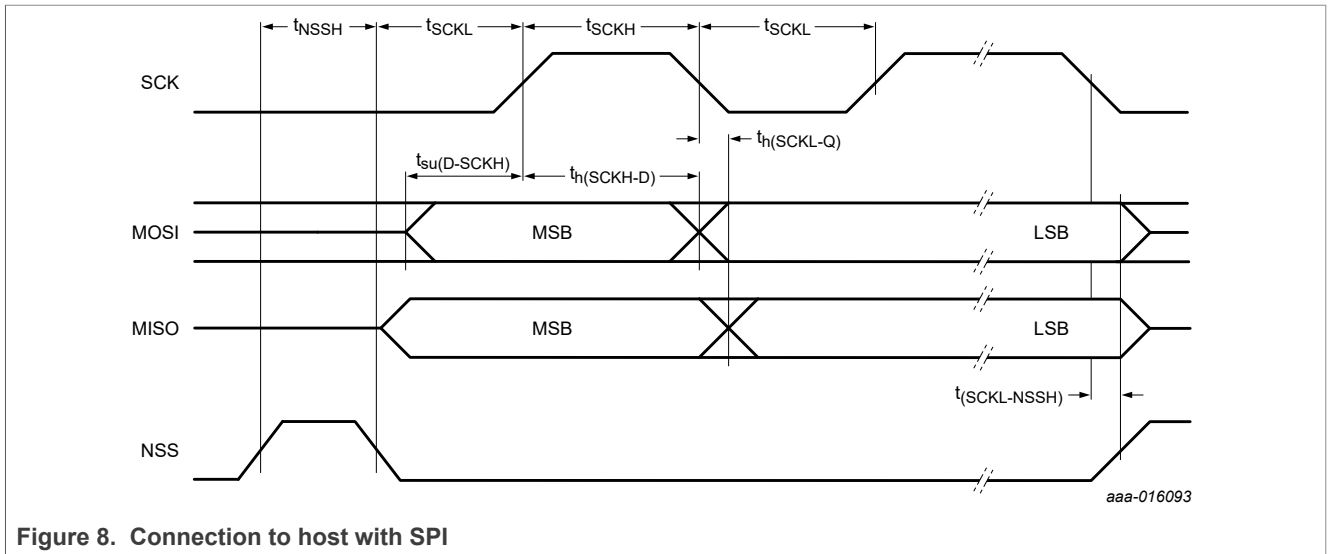 tNSSH tSCKL tSCKH tSCKL
SCK
th(SCKL-Q)
tsu(D-SCKH) th(SCKH-D)
MOSI MSB LSB
MISO MSB LSB
t(SCKL-NSSH)
NSS
aaa-016093
Figure 8. Connection to host with SPI